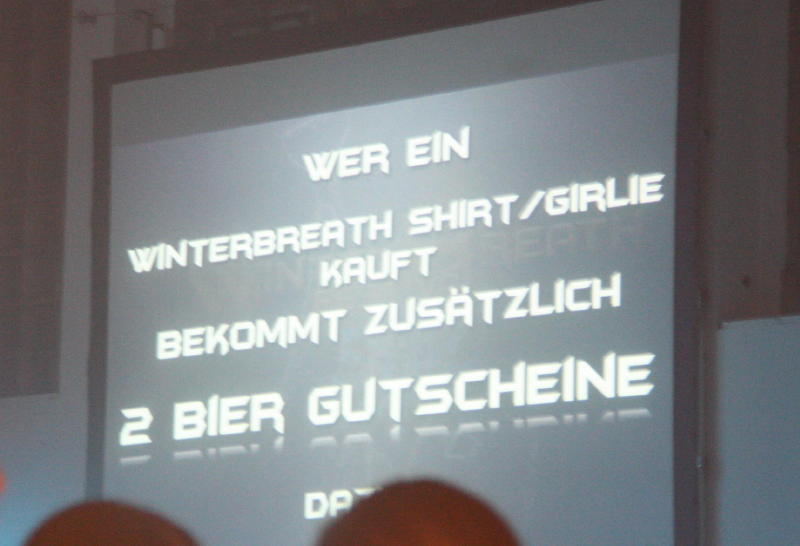 WER EIN
WINTERBREATH SHIRT/GIRLIE
KAUFT
BEKOMMT ZUSÄTZLICH
2 BIER GUTSCHEINE